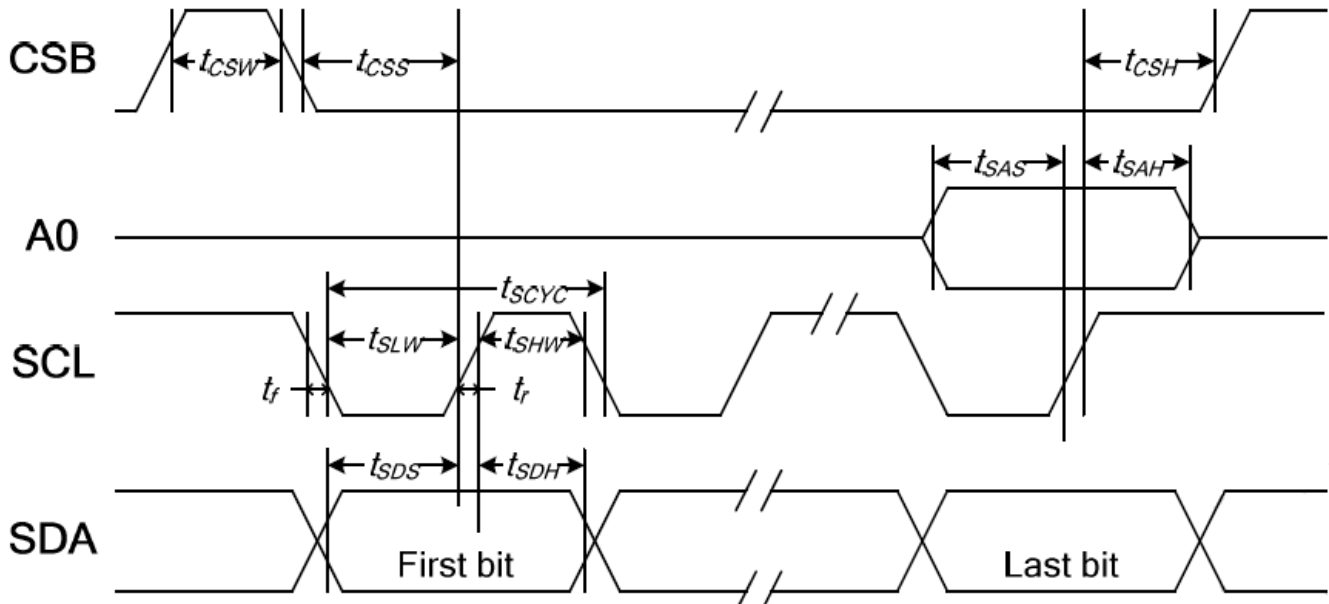 CSB
tCSW
tCSS
tCSH
A0
tSAS
tSAH
SCL
tSCYC
tSLW
tSHW
tf
tr
SDA
tSDS
tSDH
First bit
Last bit